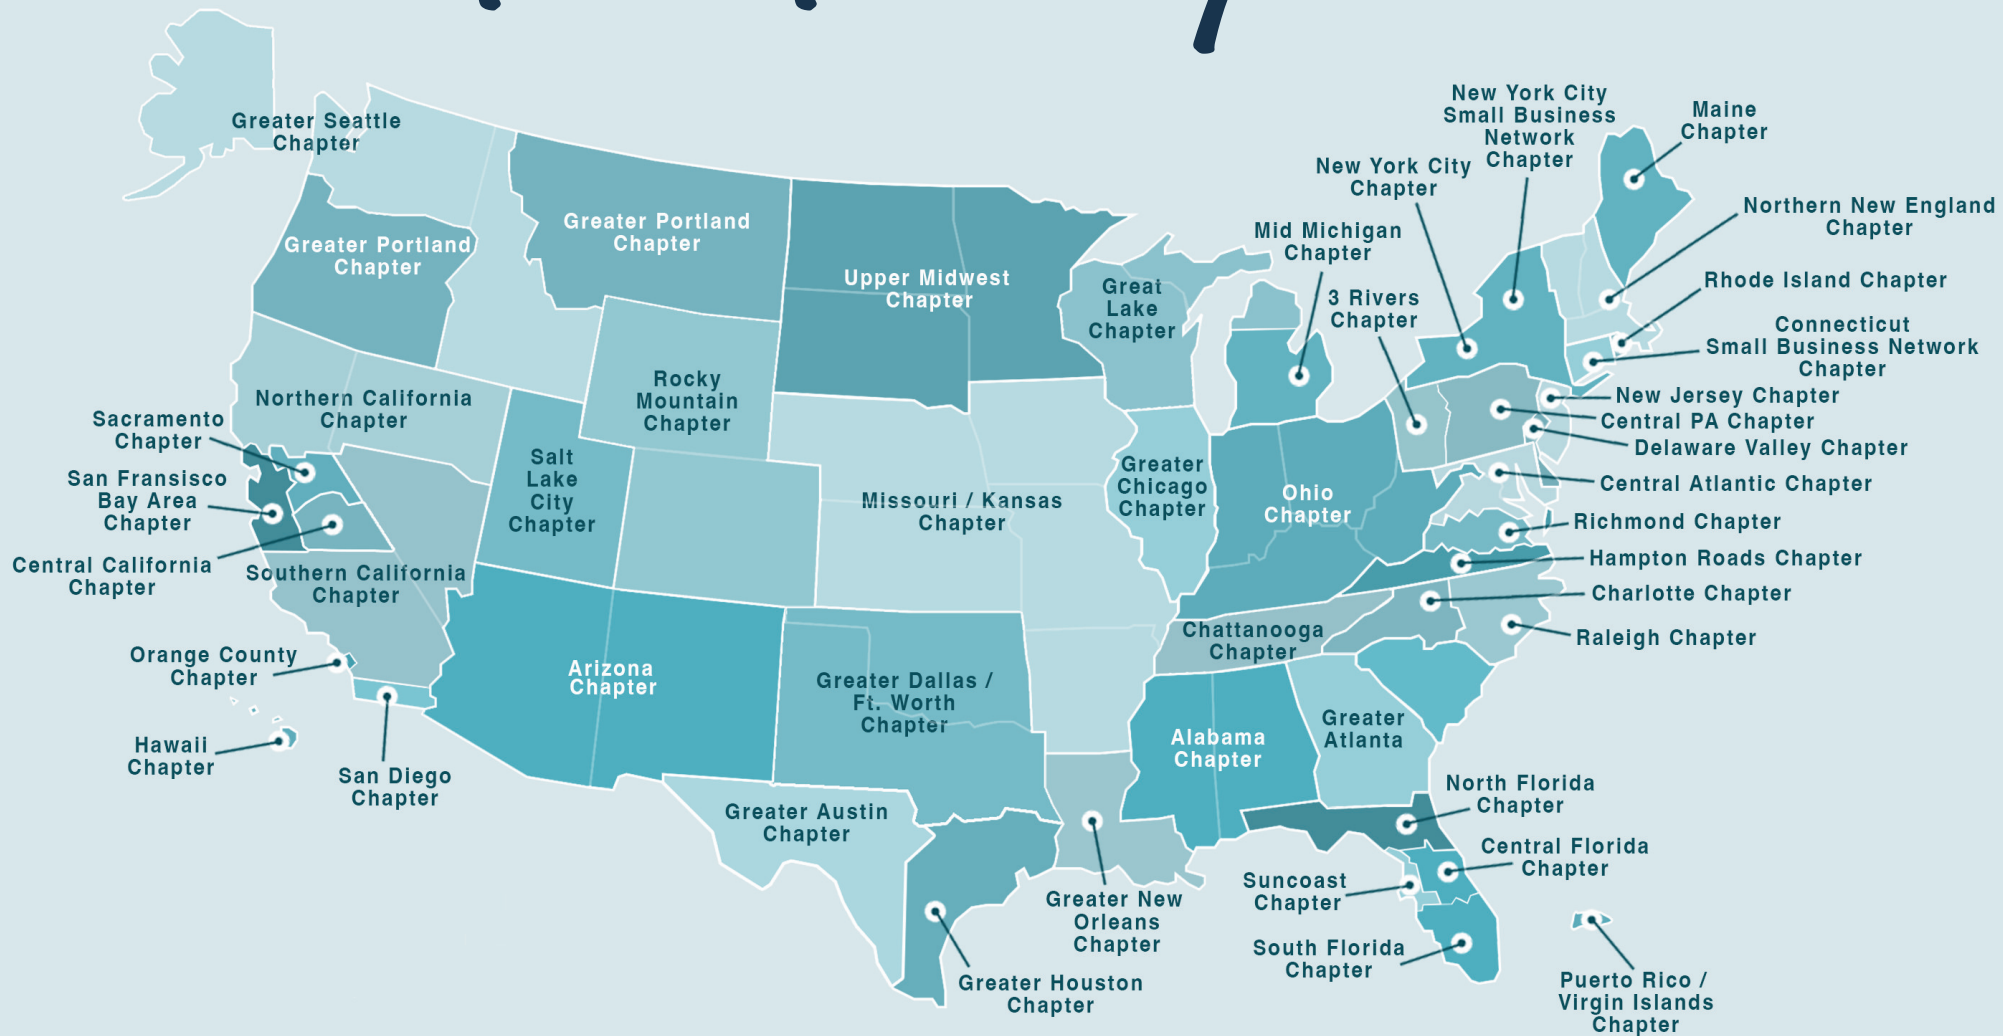 Greater Seattle
Chapter
Greater Portland
Chapter
Greater Portland
Chapter
Upper Midwest
Chapter
Great
Lake
Chapter
Mid Michigan
Chapter
3 Rivers
Chapter
New York City
Chapter
New York City
Small Business
Network
Chapter
Maine
Chapter
Northern New England
Chapter
Rhode Island Chapter
Connecticut
Small Business Network
Chapter
New Jersey Chapter
Central PA Chapter
Delaware Valley Chapter
Central Atlantic Chapter
Richmond Chapter
Hampton Roads Chapter
Charlotte Chapter
Raleigh Chapter
Northern California
Chapter
Rocky
Mountain
Chapter
Sacramento
Chapter
San Fransisco
Bay Area
Chapter
Central California
Chapter
Southern California
Chapter
Salt
Lake
City
Chapter
Missouri / Kansas
Chapter
Greater
Chicago
Chapter
Ohio
Chapter
Orange County
Chapter
Hawaii
Chapter
San Diego
Chapter
Arizona
Chapter
Greater Dallas /
Ft. Worth
Chapter
Chattanooga
Chapter
Alabama
Chapter
Greater
Atlanta
Greater Austin
Chapter
Greater Houston
Chapter
Greater New
Orleans
Chapter
North Florida
Chapter
Central Florida
Chapter
Suncoast
Chapter
South Florida
Chapter
Puerto Rico /
Virgin Islands
Chapter